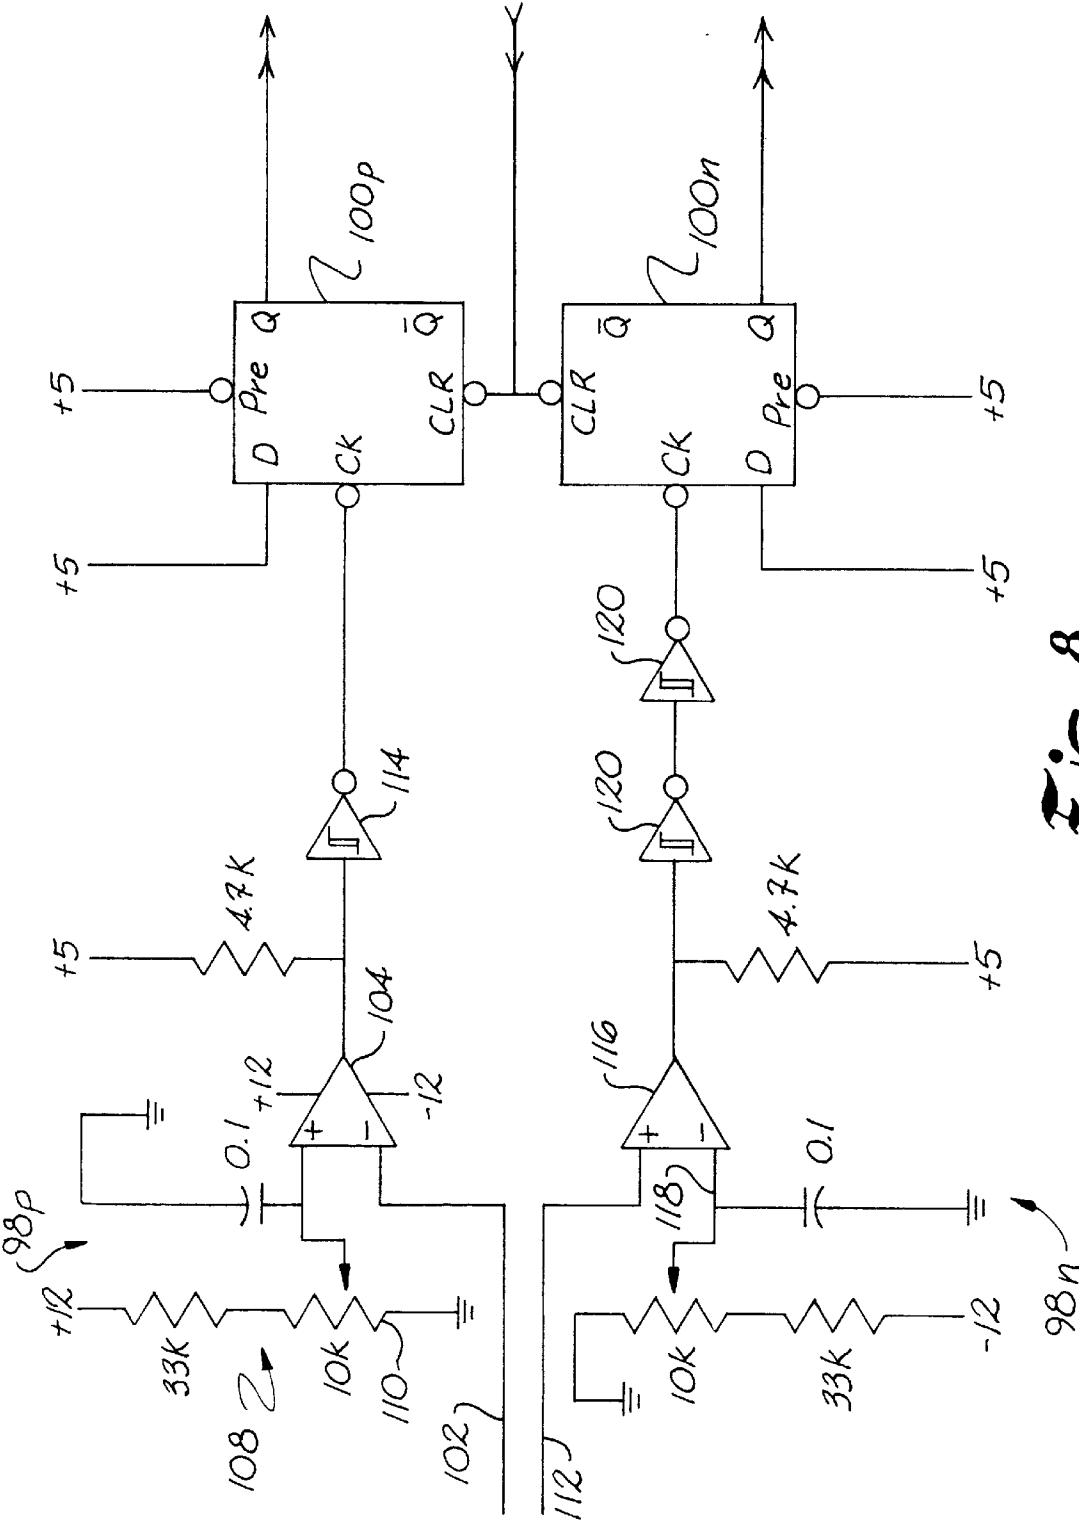 +5
+5
+5
+12
98p
Pre
Q
D
CK
Q̄
CLR
100p
4.7K
114
104
+12
-12
0.1
+
-
33K
108
10K
110
102
112
CLR
Q̄
CK
Pre
Q
D
100n
120
120
4.7K
116
+
-
118
0.1
10K
33K
+5
+5
+5
-12
98n
Fig. 8